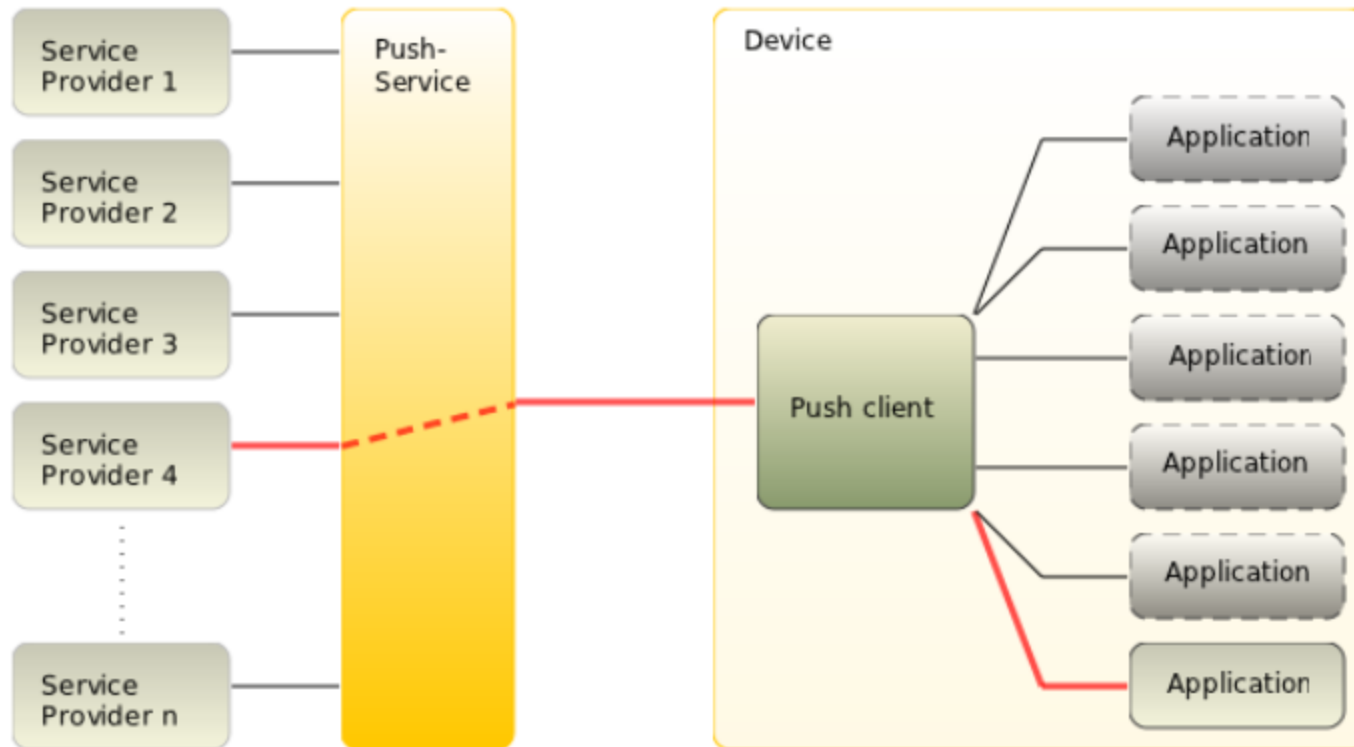 Service
Provider 1
Service
Provider 2
Service
Provider 3
Service
Provider 4
Service
Provider n
Push-
Service
Device
Push client
Application
Application
Application
Application
Application
Application